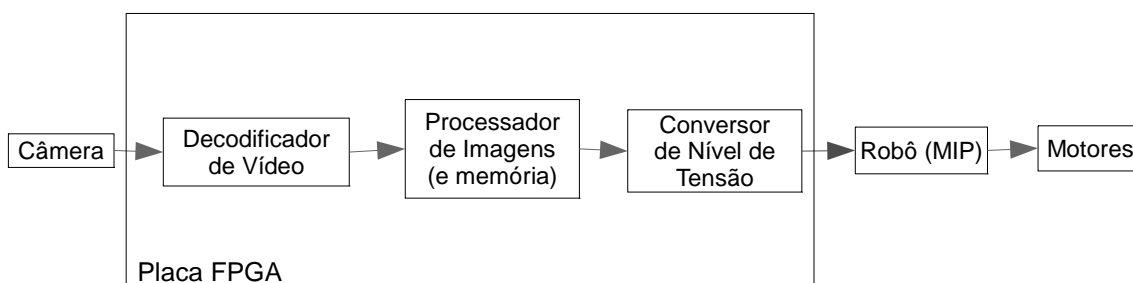 Câmera
Decodificador
de Vídeo
Processador
de Imagens
(e memória)
Conversor
de Nível de
Tensão
Robô (MIP)
Motores
Placa FPGA